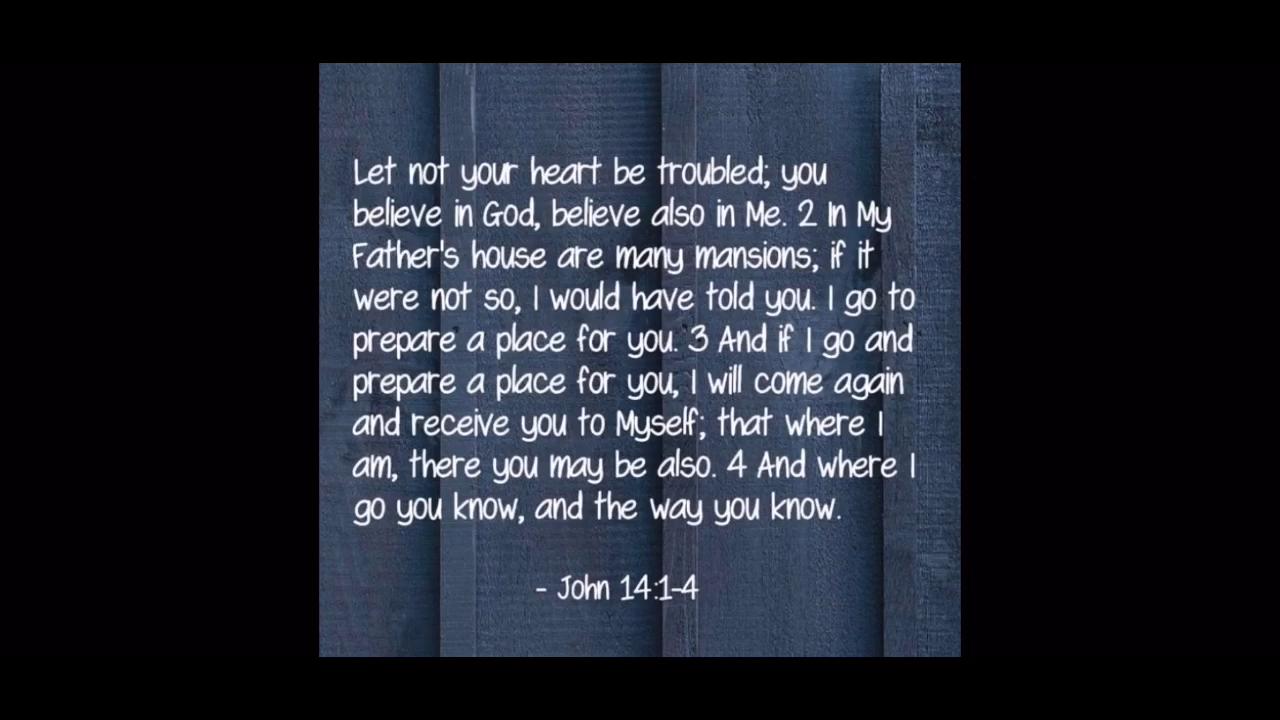 Let not your heart be troubled; you
believe in God, believe also in Me. 2 In My
Father's house are many mansions; if it
were not so, I would have told you. I go to
prepare a place for you. 3 And if I go and
prepare a place for you, I will come again
and receive you to Myself; that where I
am, there you may be also. 4 And where I
go you know, and the way you know.
- John 14:1-4